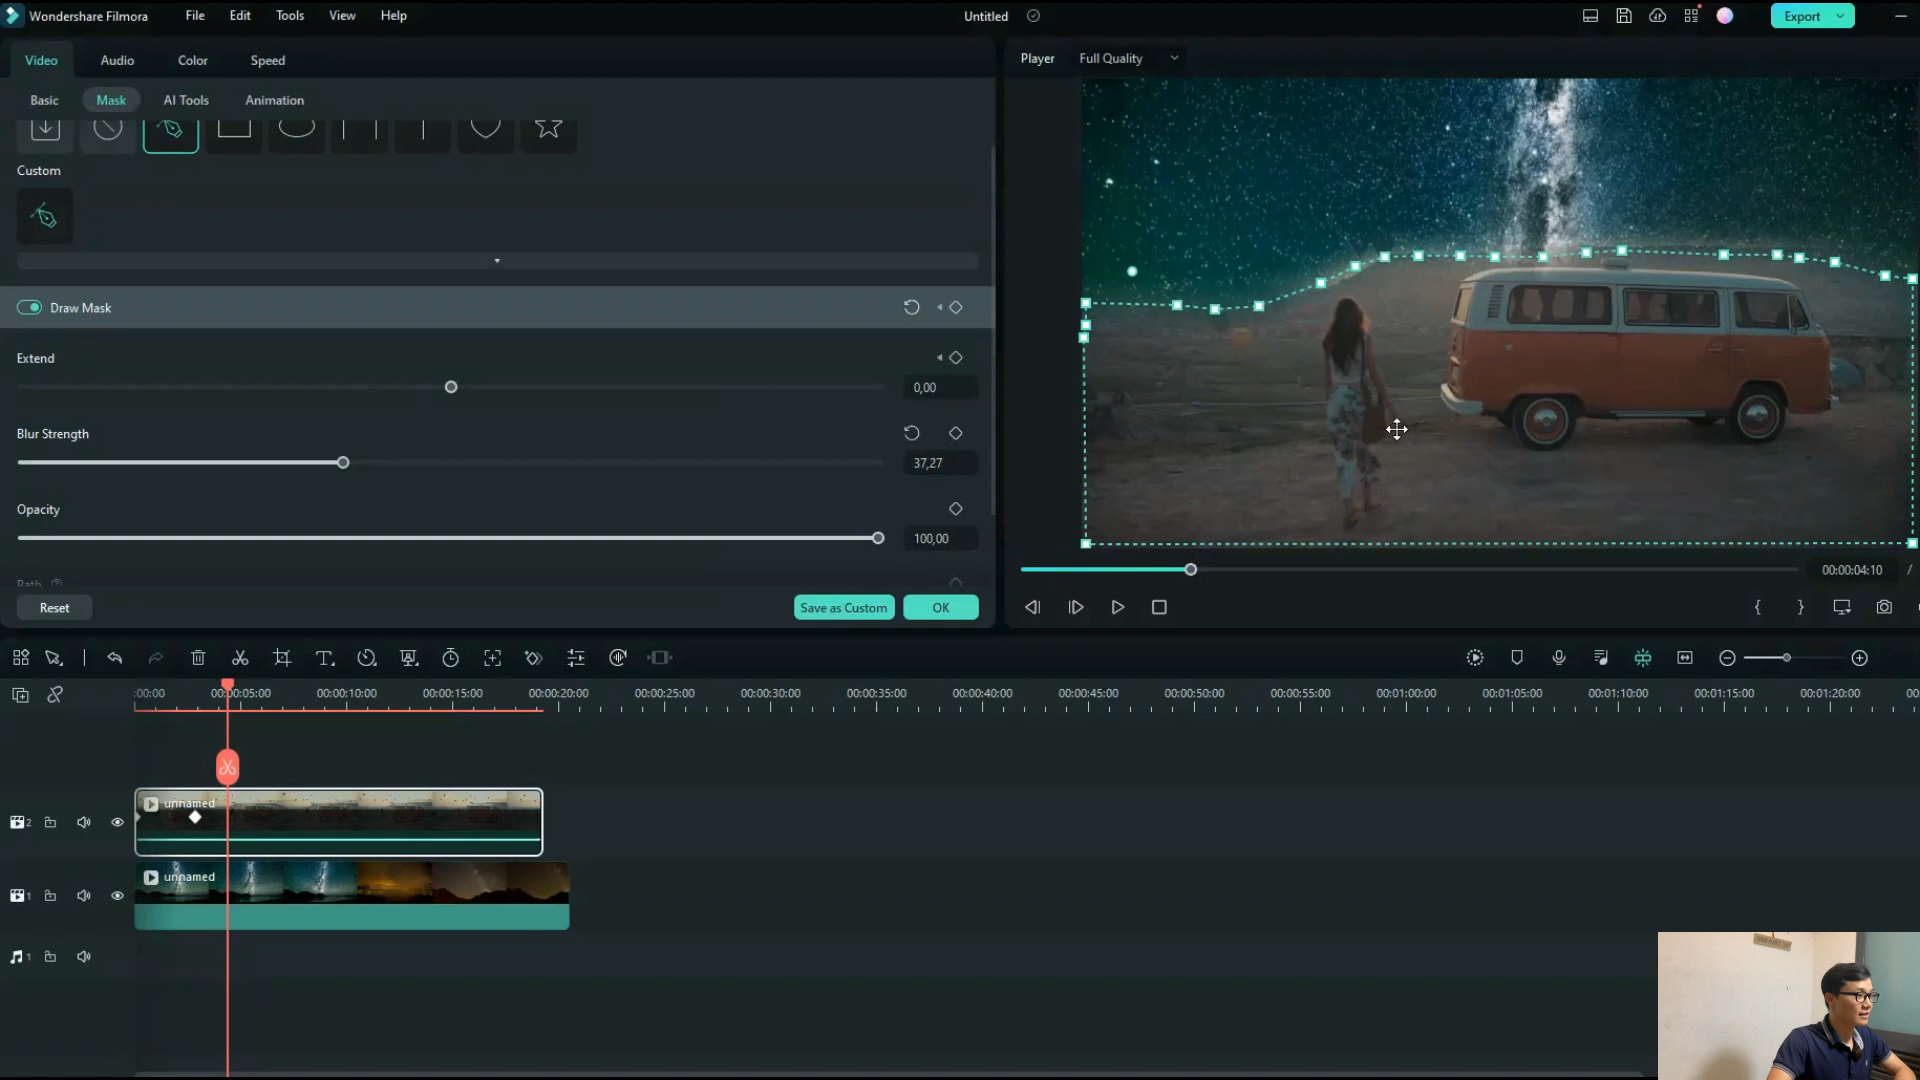 Wondershare Filmora File Edit Tools View Help Untitled Export
Video Audio Color Speed
Player Full Quality
Basic Mask AI Tools Animation
Custom
Draw Mask
Extend
0,00
Blur Strength
37,27
Opacity
100,00
Path
00:00:04:10 /
Reset Save as Custom OK
:00:00 00:00:05:00 00:00:10:00 00:00:15:00 00:00:20:00 00:00:25:00 00:00:30:00 00:00:35:00 00:00:40:00 00:00:45:00 00:00:50:00 00:00:55:00 00:01:00:00 00:01:05:00 00:01:10:00 00:01:15:00 00:01:20:00 00:
unnamed
2
unnamed
1
1